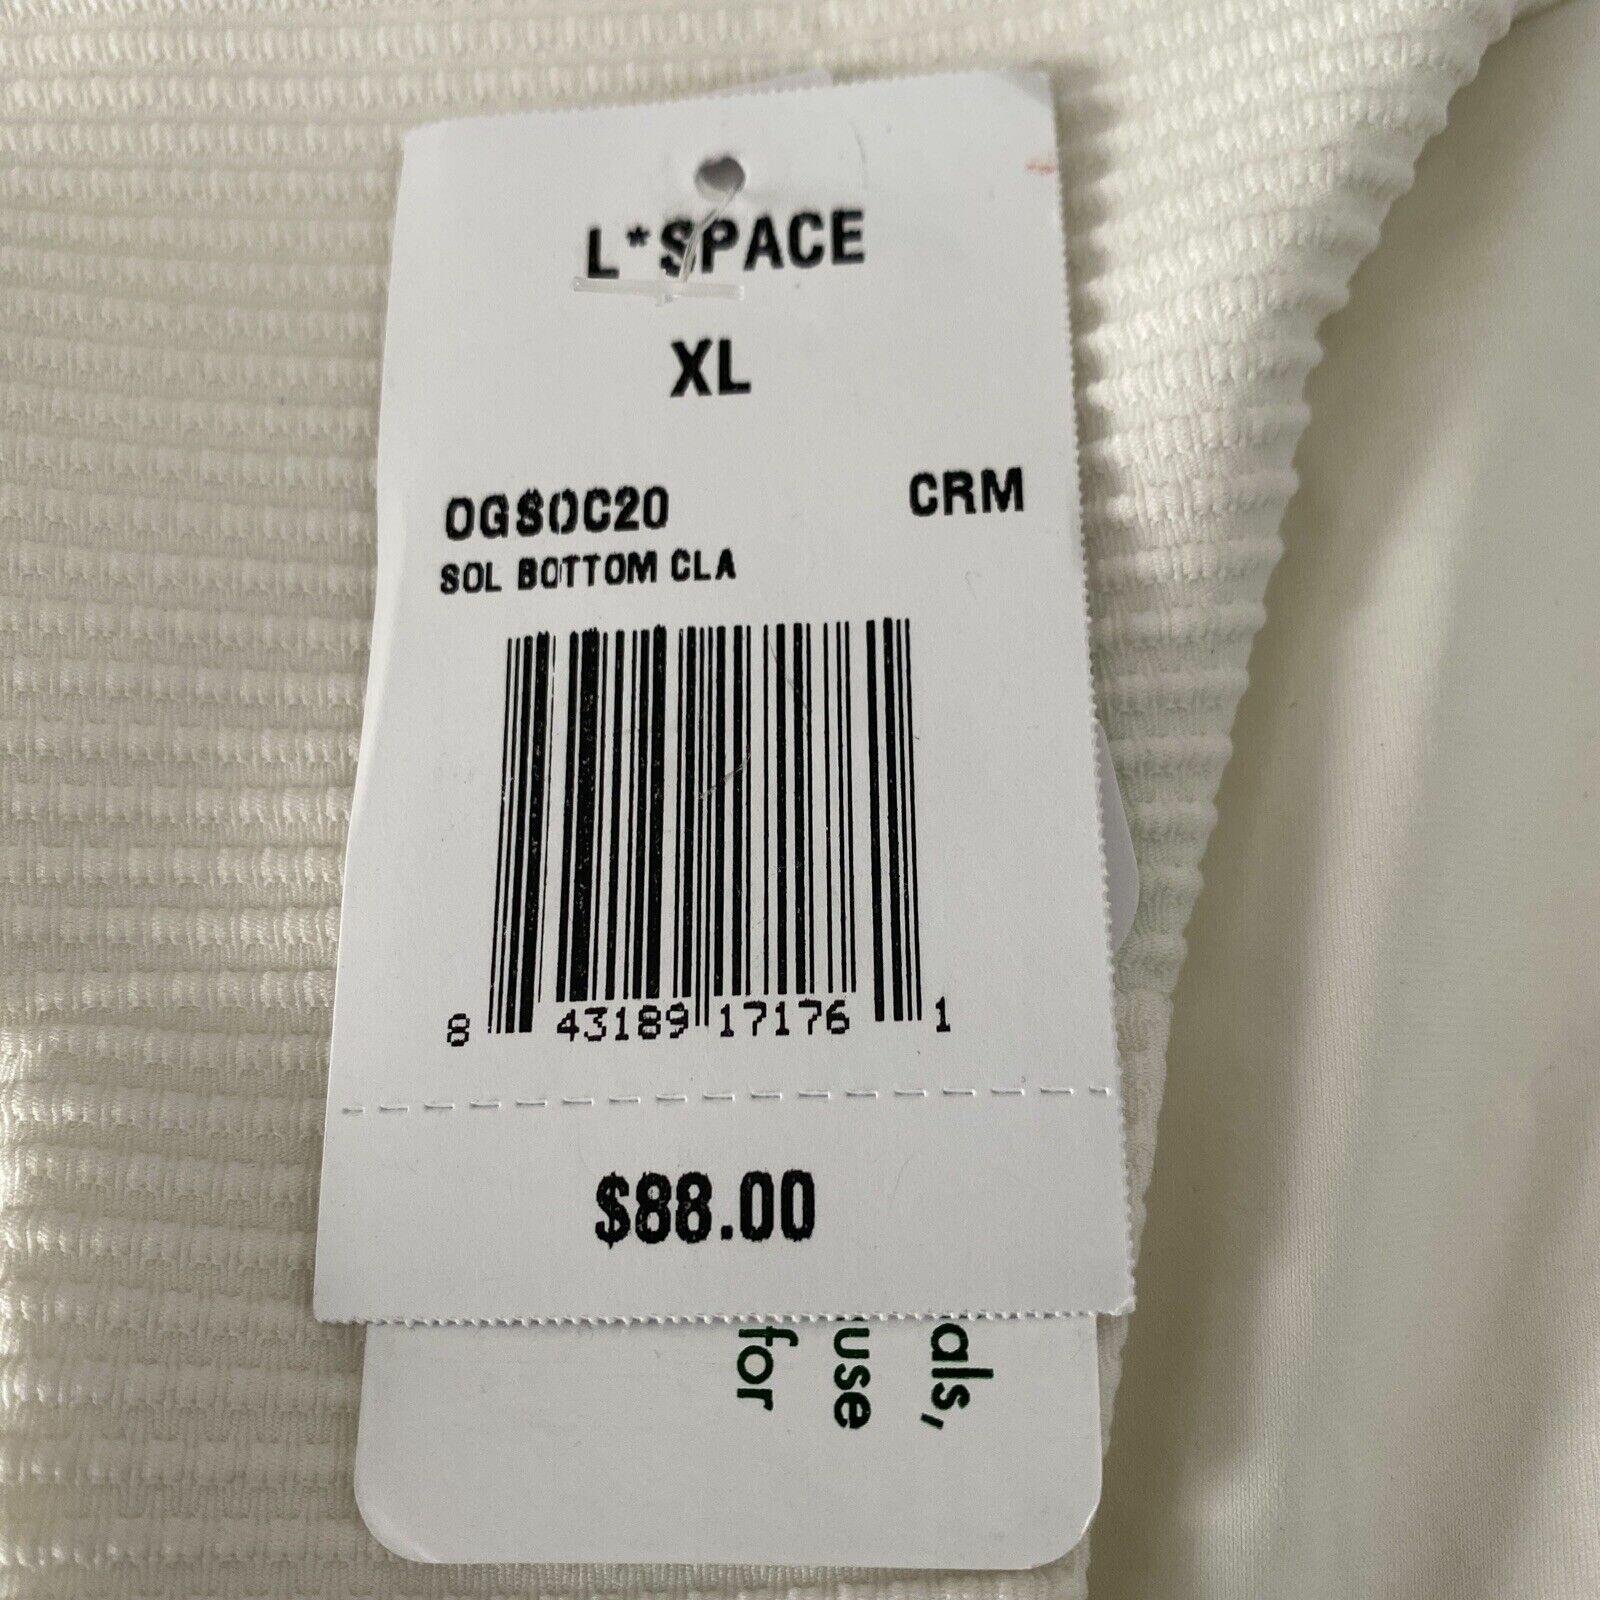 L*SPACE
XL
OGSOC20 CRM
SOL BOTTOM CLA
8 43189 17176 1
$88.00
als,
use
for